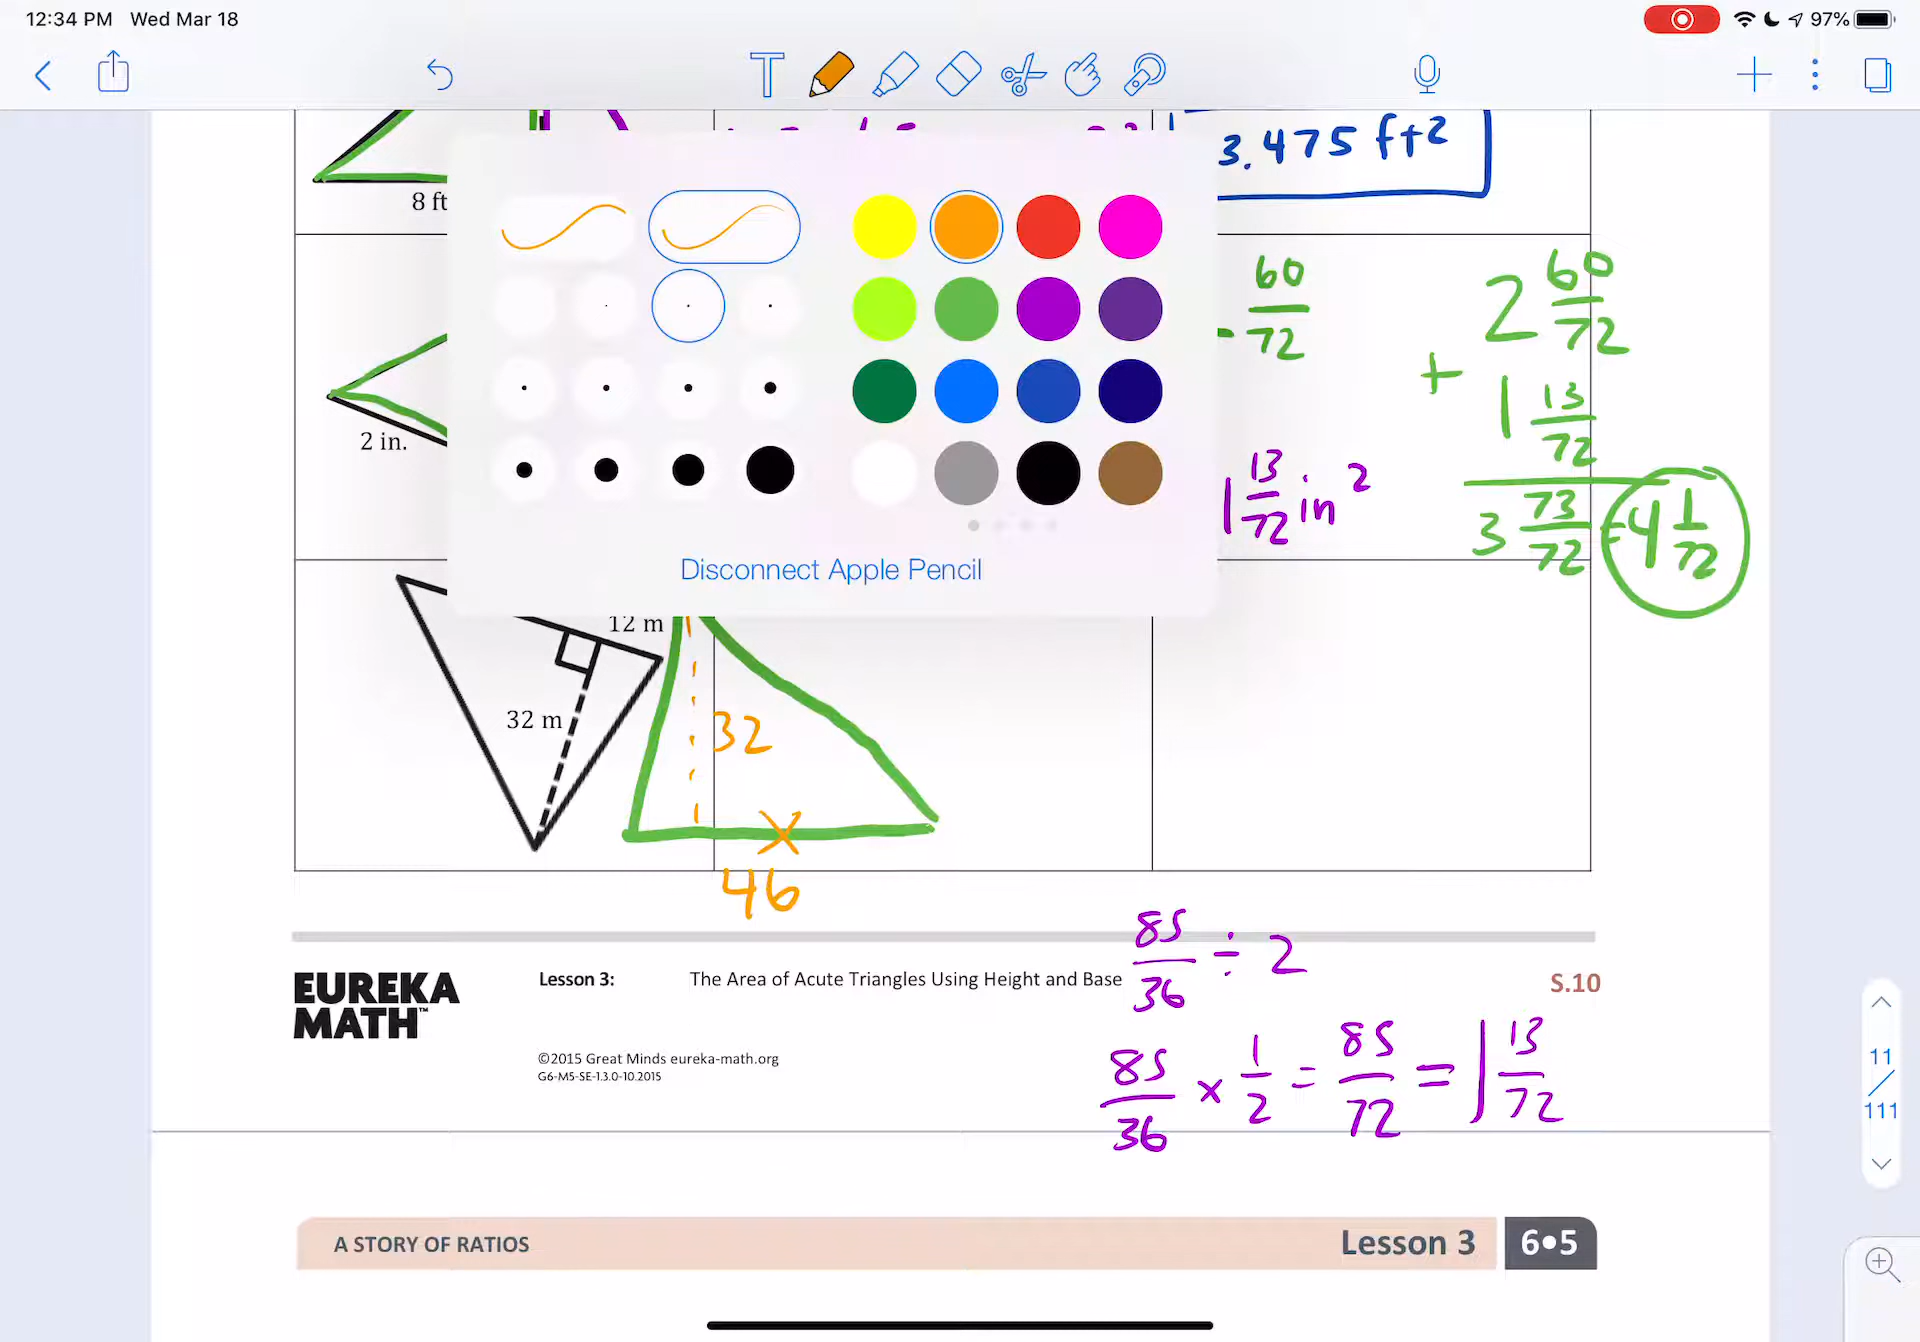 12:34 PM Wed Mar 18
97%
8 ft
3.475 ft2
60
72
2 60
72
+
1 13
72
2 in.
1 13
72 in 2
3 73
72 = 4 1
72
Disconnect Apple Pencil
12 m
32 m
32
46
85
36 ÷ 2
EUREKA
MATH™
Lesson 3: The Area of Acute Triangles Using Height and Base
S.10
©2015 Great Minds eureka-math.org
G6-M5-SE-1.3.0-10.2015
85
36 × 1
2 = 85
72 = 1 13
72
11
/
111
A STORY OF RATIOS
Lesson 3
6•5